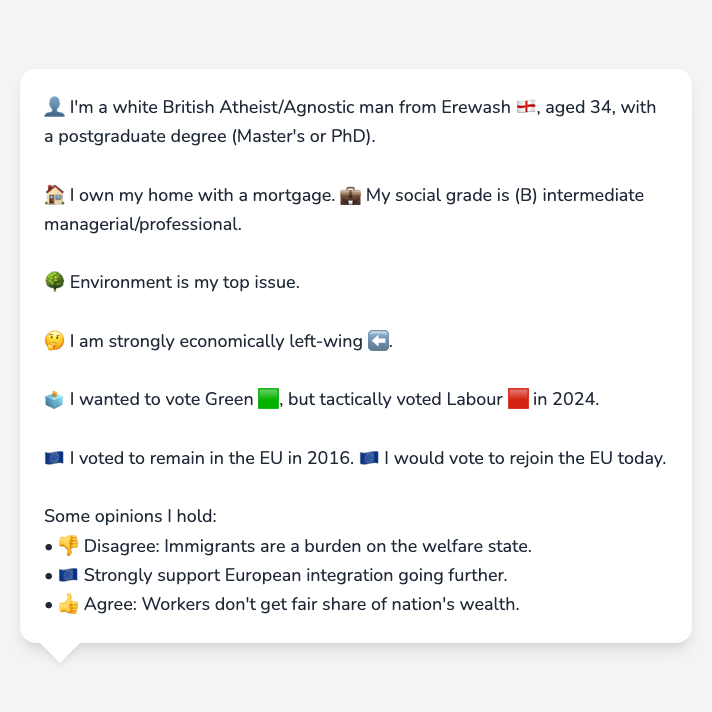 👤 I'm a white British Atheist/Agnostic man from Erewash 🏴󠁧󠁢󠁥󠁮󠁧󠁿, aged 34, with
a postgraduate degree (Master's or PhD).
🏠 I own my home with a mortgage. 💼 My social grade is (B) intermediate
managerial/professional.
🌳 Environment is my top issue.
🤔 I am strongly economically left-wing ⬅️.
🗳️ I wanted to vote Green 🟩, but tactically voted Labour 🟥 in 2024.
🇪🇺 I voted to remain in the EU in 2016. 🇪🇺 I would vote to rejoin the EU today.
Some opinions I hold:
• 👎 Disagree: Immigrants are a burden on the welfare state.
• 🇪🇺 Strongly support European integration going further.
• 👍 Agree: Workers don't get fair share of nation's wealth.